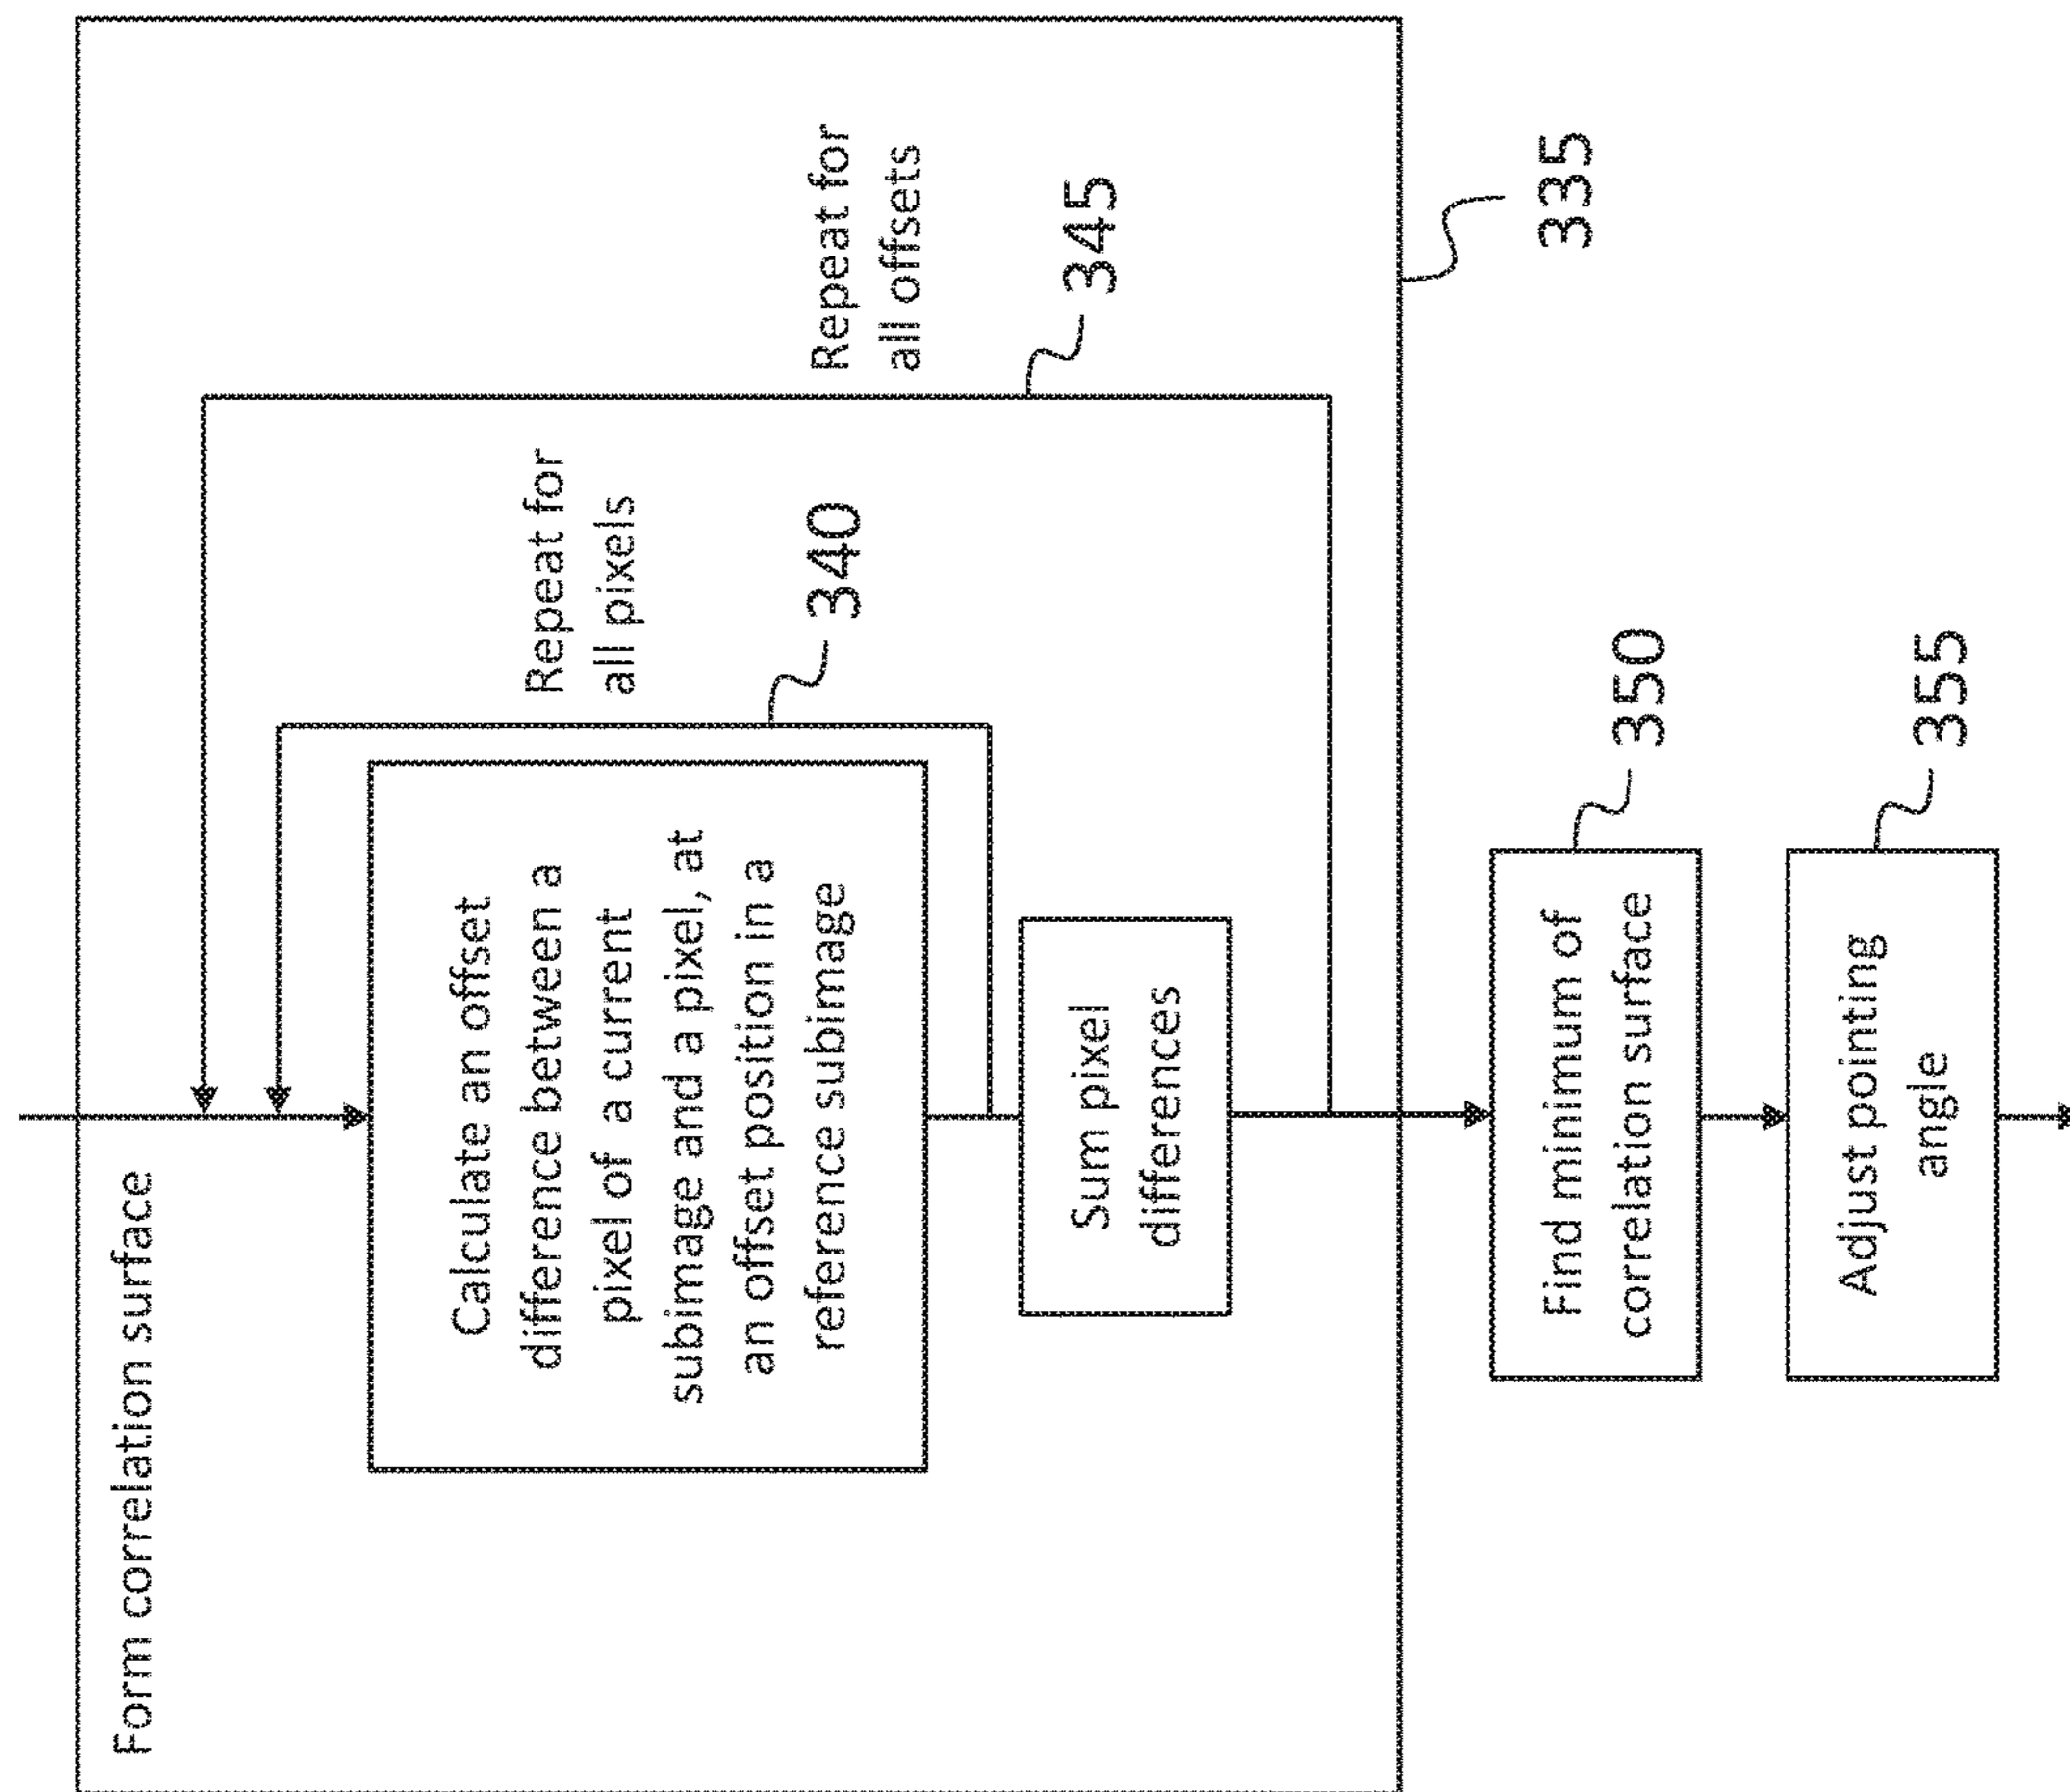 Form correlation surface
Calculate an offset
difference between a
pixel of a current
subimage and a pixel, at
an offset position in a
reference subimage
Repeat for
all pixels
340
Repeat for
all offsets
345
Sum pixel
differences
335
Find minimum of
correlation surface
350
Adjust pointing
angle
355